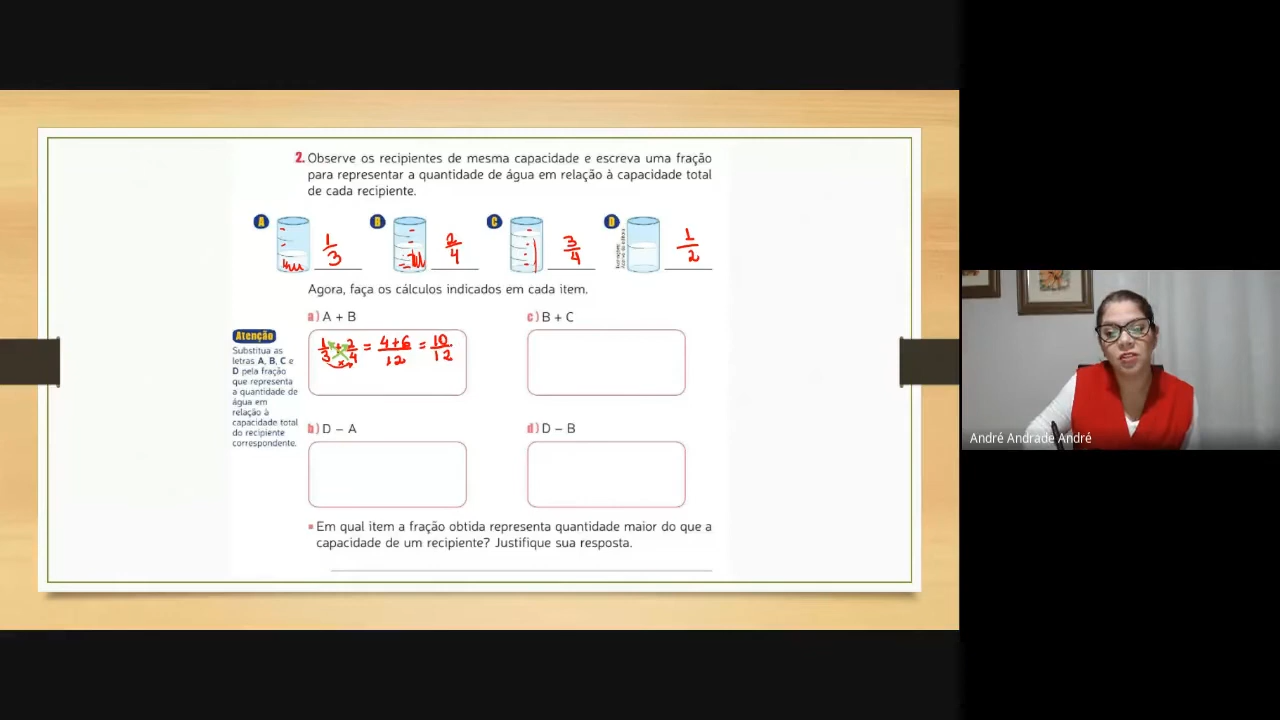 2. Observe os recipientes de mesma capacidade e escreva uma fração
para representar a quantidade de água em relação à capacidade total
de cada recipiente.
A 1/3 B 2/4 C 3/4 D 1/2
Agora, faça os cálculos indicados em cada item.
a) A + B
1/3 + 2/4 = 4+6/12 = 10/12
c) B + C
Atenção
Substitua as
letras A, B, C e
D pela fração
que representa
a quantidade de
água em
relação à
capacidade total
do recipiente
correspondente.
b) D – A
d) D – B
• Em qual item a fração obtida representa quantidade maior do que a
capacidade de um recipiente? Justifique sua resposta.
André Andrade André